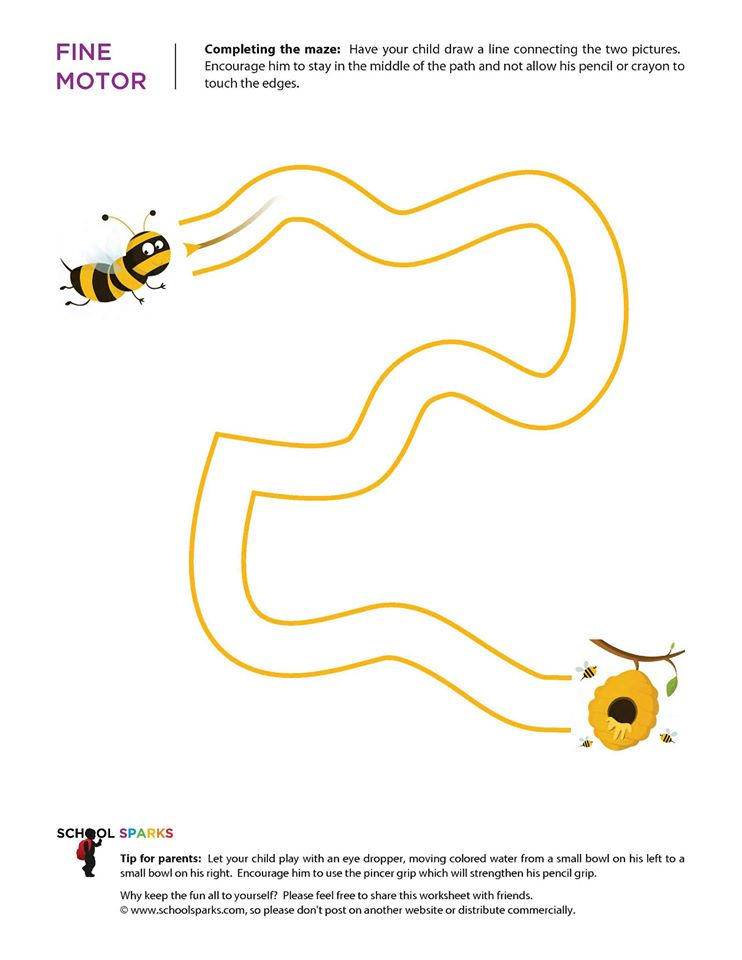 FINE
MOTOR
Completing the maze:  Have your child draw a line connecting the two pictures.
Encourage him to stay in the middle of the path and not allow his pencil or crayon to
touch the edges.
SCHOOL SPARKS
Tip for parents:  Let your child play with an eye dropper, moving colored water from a small bowl on his left to a
small bowl on his right.  Encourage him to use the pincer grip which will strengthen his pencil grip.
Why keep the fun all to yourself?  Please feel free to share this worksheet with friends.
© www.schoolsparks.com, so please don't post on another website or distribute commercially.